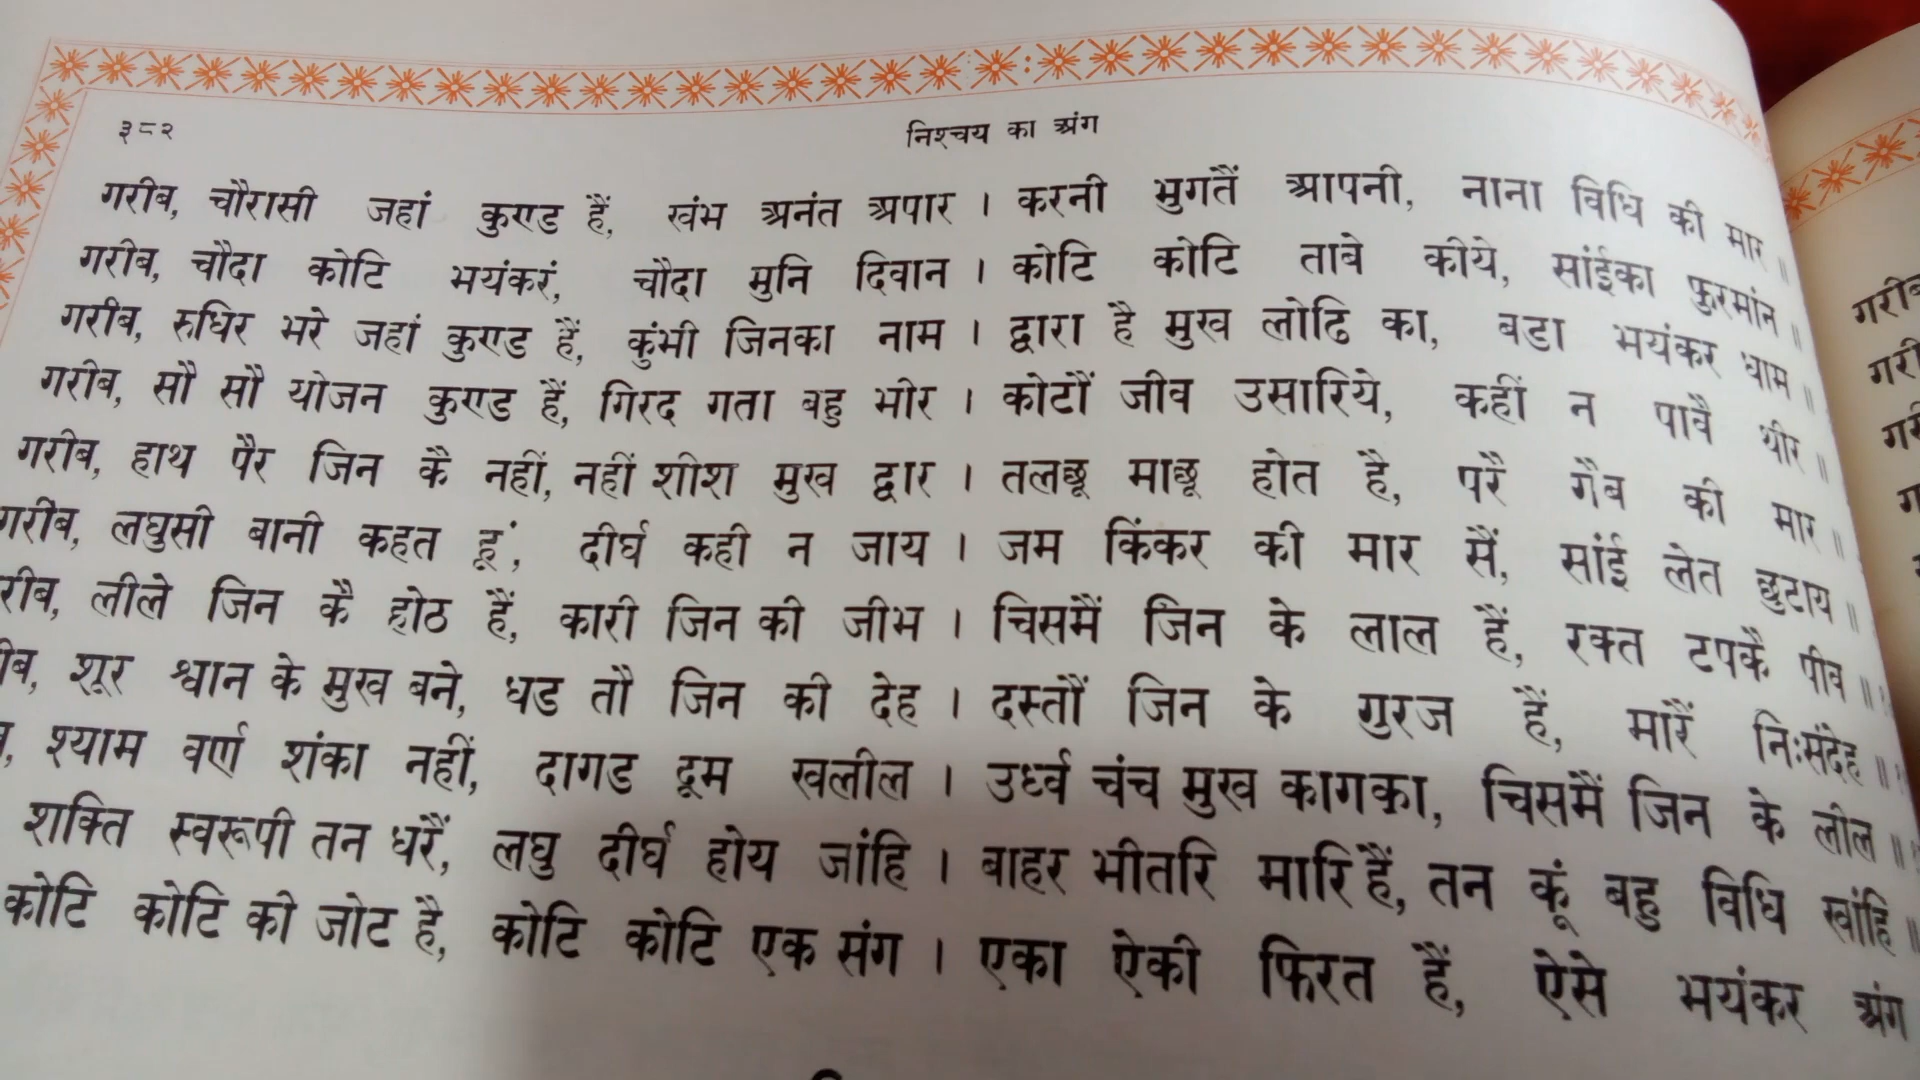 ३८२
निश्चय का अंग
गरीब, चौरासी जहां कुण्ड हैं, खंभ अनंत अपार । करनी भुगतैं आपनी, नाना विधि की मार ॥
गरीब, चौदा कोटि भयंकरं, चौदा मुनि दिवान । कोटि कोटि ताबे कीये, सांईका फुरमांन ॥
गरीब, रुधिर भरे जहां कुण्ड हैं, कुंभी जिनका नाम । द्वारा है मुख लोढि का, बडा भयंकर धाम ॥
गरीब, सौ सौ योजन कुण्ड हैं, गिरद गता बहु भीर । कोटौं जीव उसारिये, कहीं न पावै थीर ॥
गरीब, हाथ पैर जिन कै नहीं, नहीं शीश मुख द्वार । तलछू माछू होत है, परै गैब की मार ॥
गरीब, लघुसी बानी कहत हूं, दीर्घ कही न जाय । जम किंकर की मार सैं, सांई लेत छुटाय ॥
रीब, लीले जिन कै होठ हैं, कारी जिन की जीभ । चिसमैं जिन के लाल हैं, रक्त टपकै पीव ॥
ीब, शूर श्वान के मुख बने, धड तौ जिन की देह । दस्तौं जिन के गुरज हैं, मारैं निःसंदेह ॥
ब, श्याम वर्ण शंका नहीं, दागड दूम खलील । उर्ध्व चंच मुख कागका, चिसमैं जिन के लील ॥
शक्ति स्वरूपी तन धरैं, लघु दीर्घ होय जांहि । बाहर भीतरि मारि हैं, तन कूं बहु विधि खांहि ॥
कोटि कोटि की जोट है, कोटि कोटि एक संग । एका ऐकी फिरत हैं, ऐसे भयंकर अंग
गरीब
गरी
गरी
ग